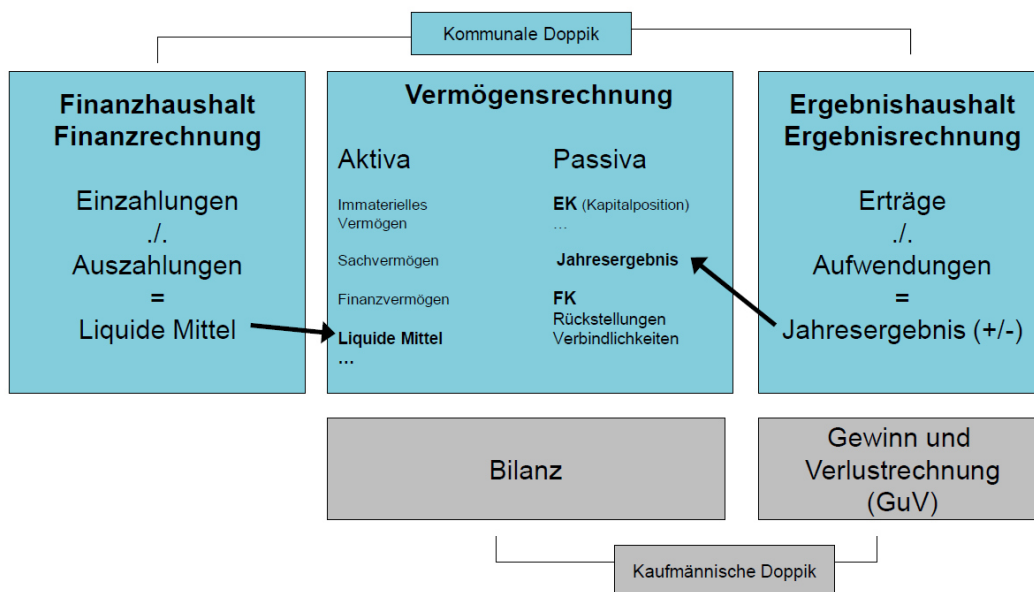 Kommunale Doppik
Finanzhaushalt
Finanzrechnung
Einzahlungen
./.
Auszahlungen
=
Liquide Mittel
Vermögensrechnung
Aktiva
Immaterielles
Vermögen
Sachvermögen
Finanzvermögen
Liquide Mittel
...
Passiva
EK (Kapitalposition)
...
Jahresergebnis
FK
Rückstellungen
Verbindlichkeiten
Ergebnishaushalt
Ergebnisrechnung
Erträge
./.
Aufwendungen
=
Jahresergebnis (+/-)
Bilanz
Gewinn und
Verlustrechnung
(GuV)
Kaufmännische Doppik